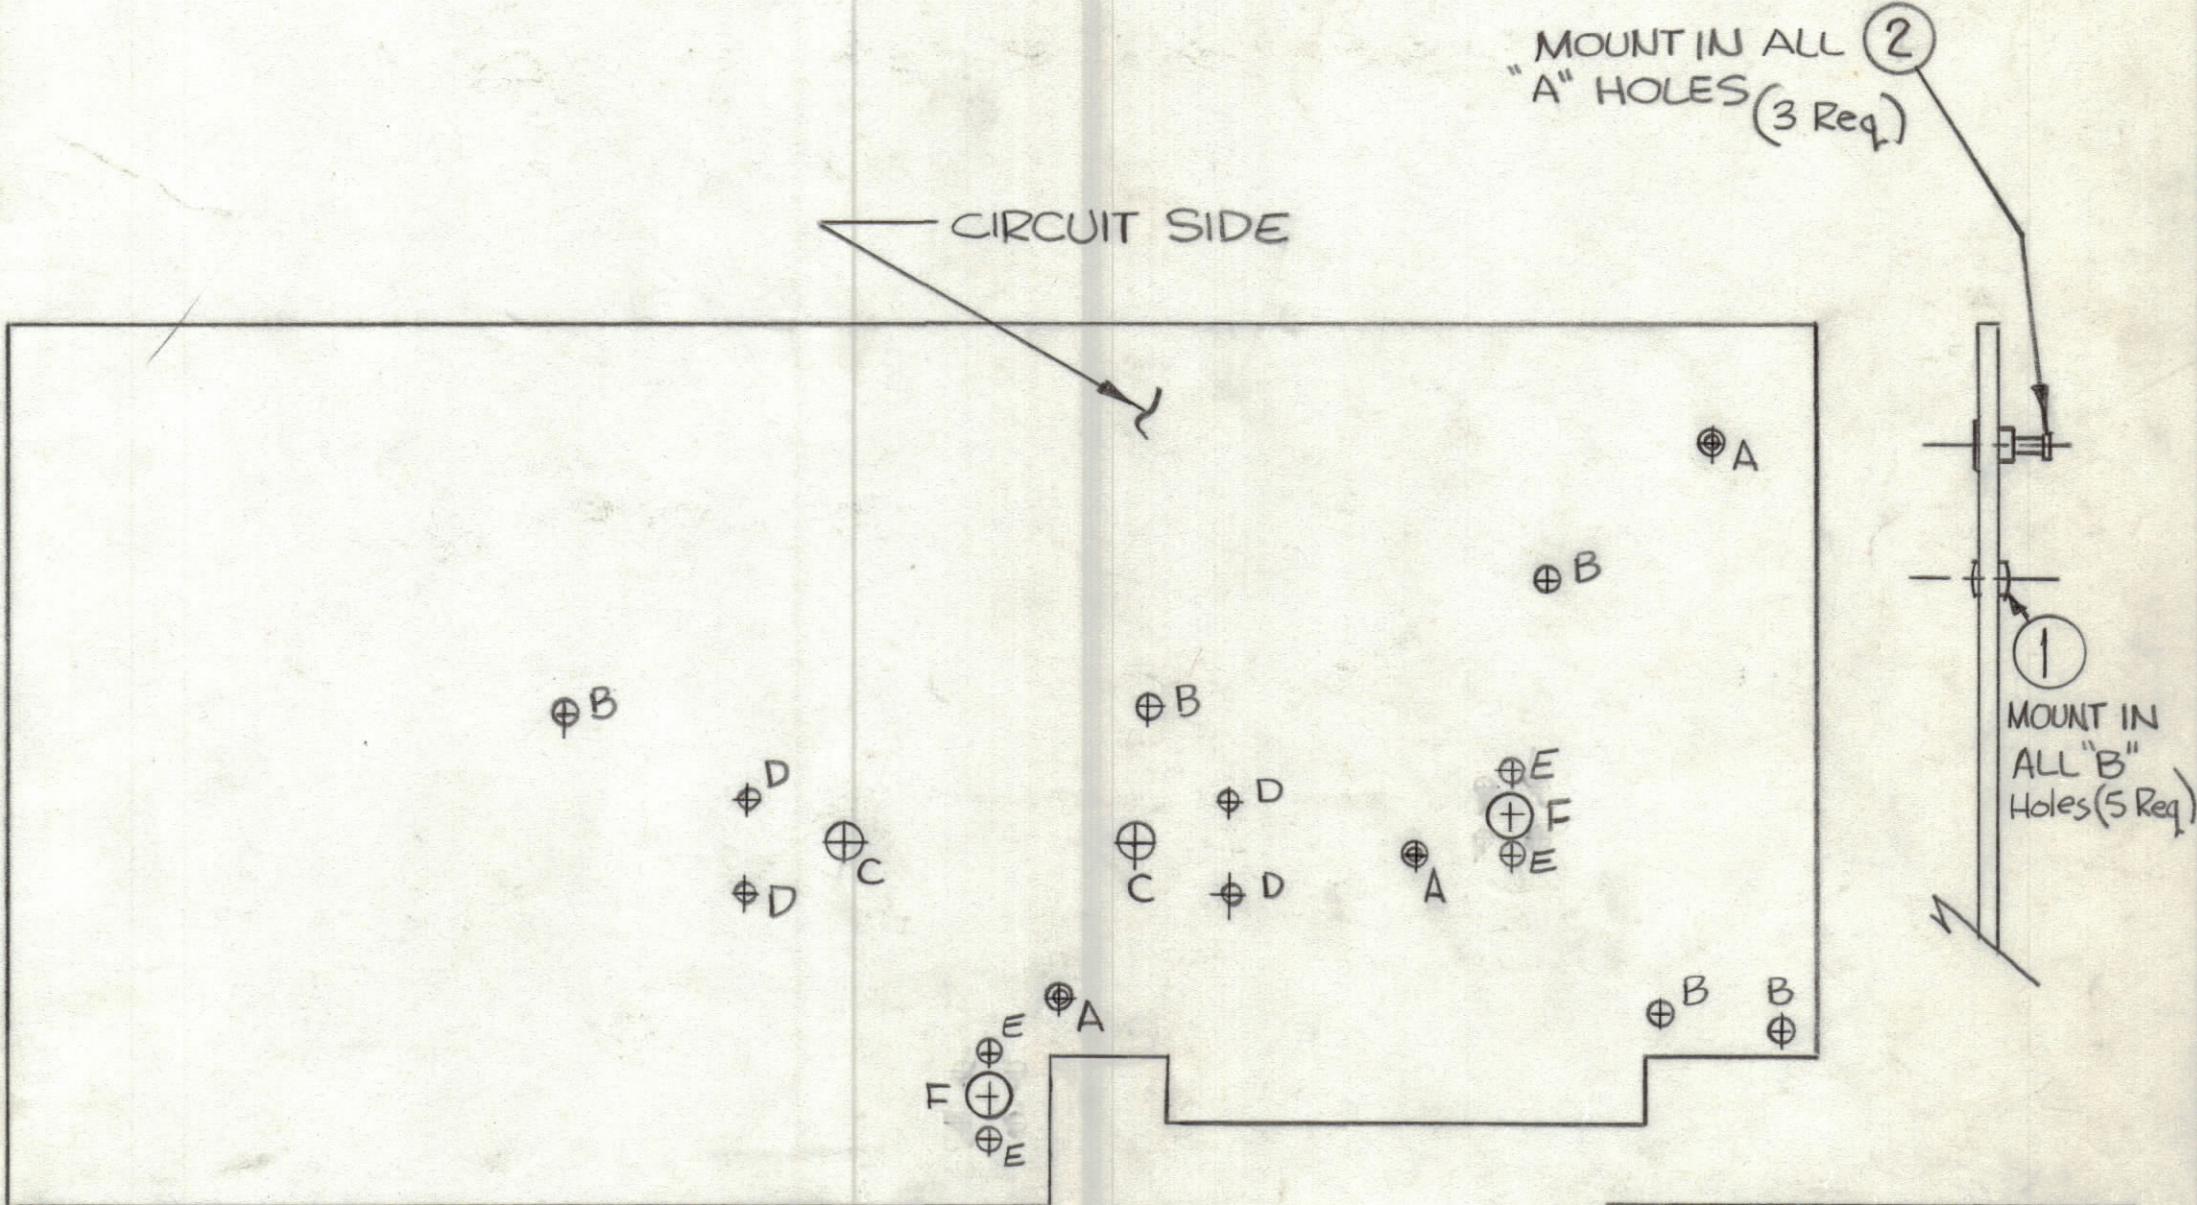 MOUNT IN ALL 2
"A" HOLES (3 Req.)
CIRCUIT SIDE
A
B
B
B
1
MOUNT IN
ALL "B"
Holes (5 Req)
D
D
E
F
C
C
E
D
D
A
A
B
B
E
F
E